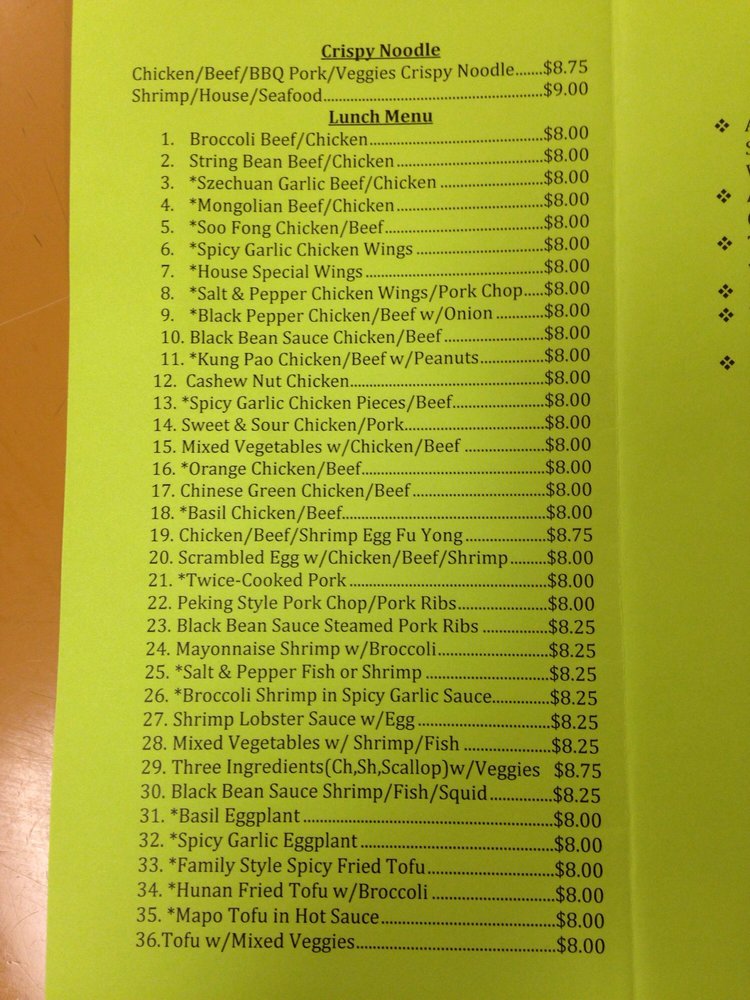 Crispy Noodle
Chicken/Beef/BBQ Pork/Veggies Crispy Noodle.......$8.75
Shrimp/House/Seafood.................................................$9.00
Lunch Menu
1. Broccoli Beef/Chicken.......................................$8.00
2. String Bean Beef/Chicken.................................$8.00
3. *Szechuan Garlic Beef/Chicken.......................$8.00
4. *Mongolian Beef/Chicken.................................$8.00
5. *Soo Fong Chicken/Beef....................................$8.00
6. *Spicy Garlic Chicken Wings............................$8.00
7. *House Special Wings........................................$8.00
8. *Salt & Pepper Chicken Wings/Pork Chop.....$8.00
9. *Black Pepper Chicken/Beef w/Onion...........$8.00
10. Black Bean Sauce Chicken/Beef.......................$8.00
11. *Kung Pao Chicken/Beef w/Peanuts...............$8.00
12. Cashew Nut Chicken...........................................$8.00
13. *Spicy Garlic Chicken Pieces/Beef....................$8.00
14. Sweet & Sour Chicken/Pork...............................$8.00
15. Mixed Vegetables w/Chicken/Beef..................$8.00
16. *Orange Chicken/Beef.........................................$8.00
17. Chinese Green Chicken/Beef..............................$8.00
18. *Basil Chicken/Beef.............................................$8.00
19. Chicken/Beef/Shrimp Egg Fu Yong..................$8.75
20. Scrambled Egg w/Chicken/Beef/Shrimp........$8.00
21. *Twice-Cooked Pork............................................$8.00
22. Peking Style Pork Chop/Pork Ribs....................$8.00
23. Black Bean Sauce Steamed Pork Ribs..............$8.25
24. Mayonnaise Shrimp w/Broccoli........................$8.25
25. *Salt & Pepper Fish or Shrimp...........................$8.25
26. *Broccoli Shrimp in Spicy Garlic Sauce.............$8.25
27. Shrimp Lobster Sauce w/Egg.............................$8.25
28. Mixed Vegetables w/ Shrimp/Fish...................$8.25
29. Three Ingredients(Ch,Sh,Scallop)w/Veggies $8.75
30. Black Bean Sauce Shrimp/Fish/Squid..............$8.25
31. *Basil Eggplant......................................................$8.00
32. *Spicy Garlic Eggplant..........................................$8.00
33. *Family Style Spicy Fried Tofu............................$8.00
34. *Hunan Fried Tofu w/Broccoli...........................$8.00
35. *Mapo Tofu in Hot Sauce.....................................$8.00
36.Tofu w/Mixed Veggies...........................................$8.00